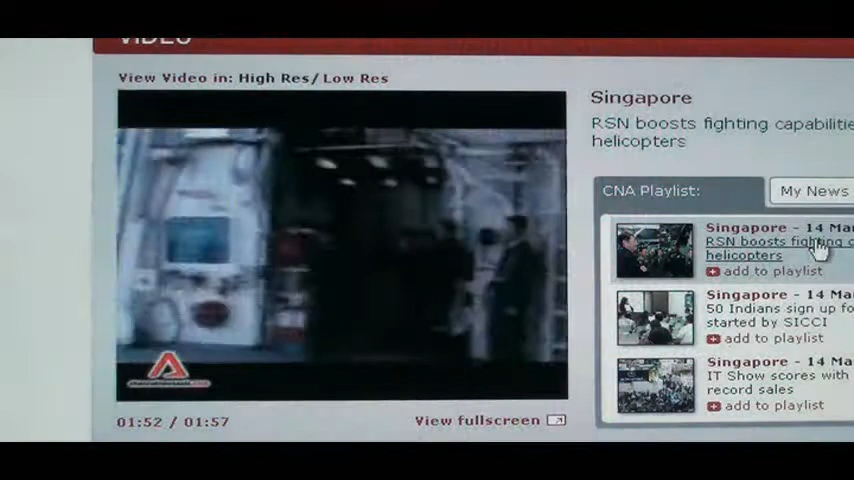 VIDEO
View Video in: High Res/ Low Res
Singapore
RSN boosts fighting capabilitie
helicopters
CNA Playlist:
My News
Singapore - 14 Mar
RSN boosts fighting c
helicopters
add to playlist
Singapore - 14 Ma
50 Indians sign up fo
started by SICCI
add to playlist
Singapore - 14 Ma
IT Show scores with
record sales
add to playlist
01:52 / 01:57
View fullscreen